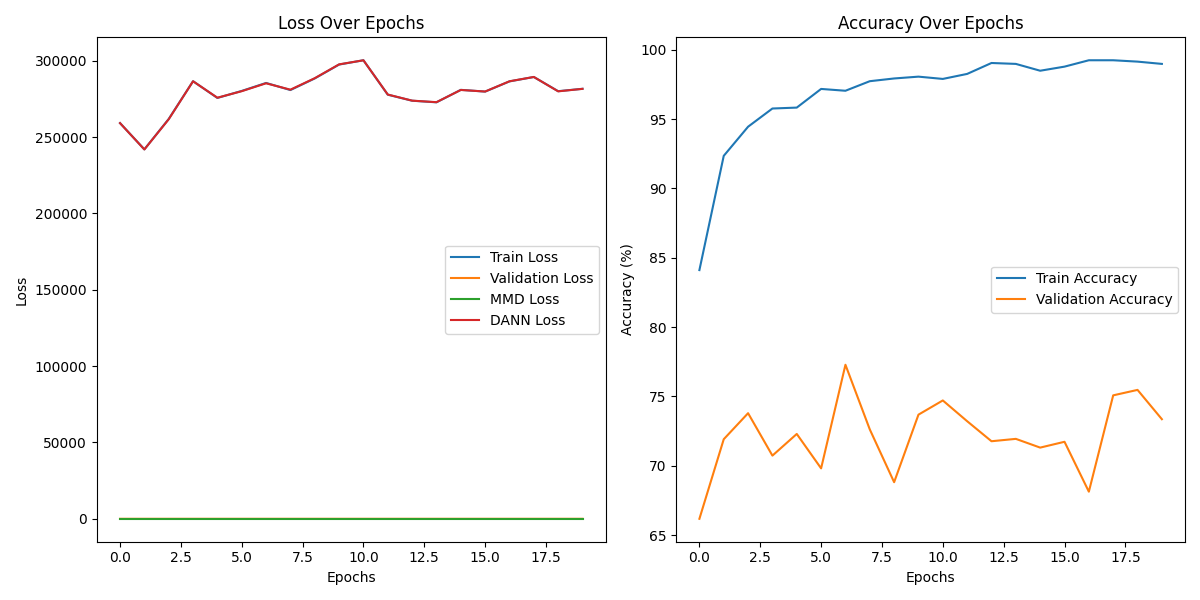 Loss Over Epochs
Loss
300000
250000
200000
150000
100000
50000
0
Train Loss
Validation Loss
MMD Loss
DANN Loss
0.0 2.5 5.0 7.5 10.0 12.5 15.0 17.5
Epochs
Accuracy Over Epochs
Accuracy (%)
100
95
90
85
80
75
70
65
Train Accuracy
Validation Accuracy
0.0 2.5 5.0 7.5 10.0 12.5 15.0 17.5
Epochs